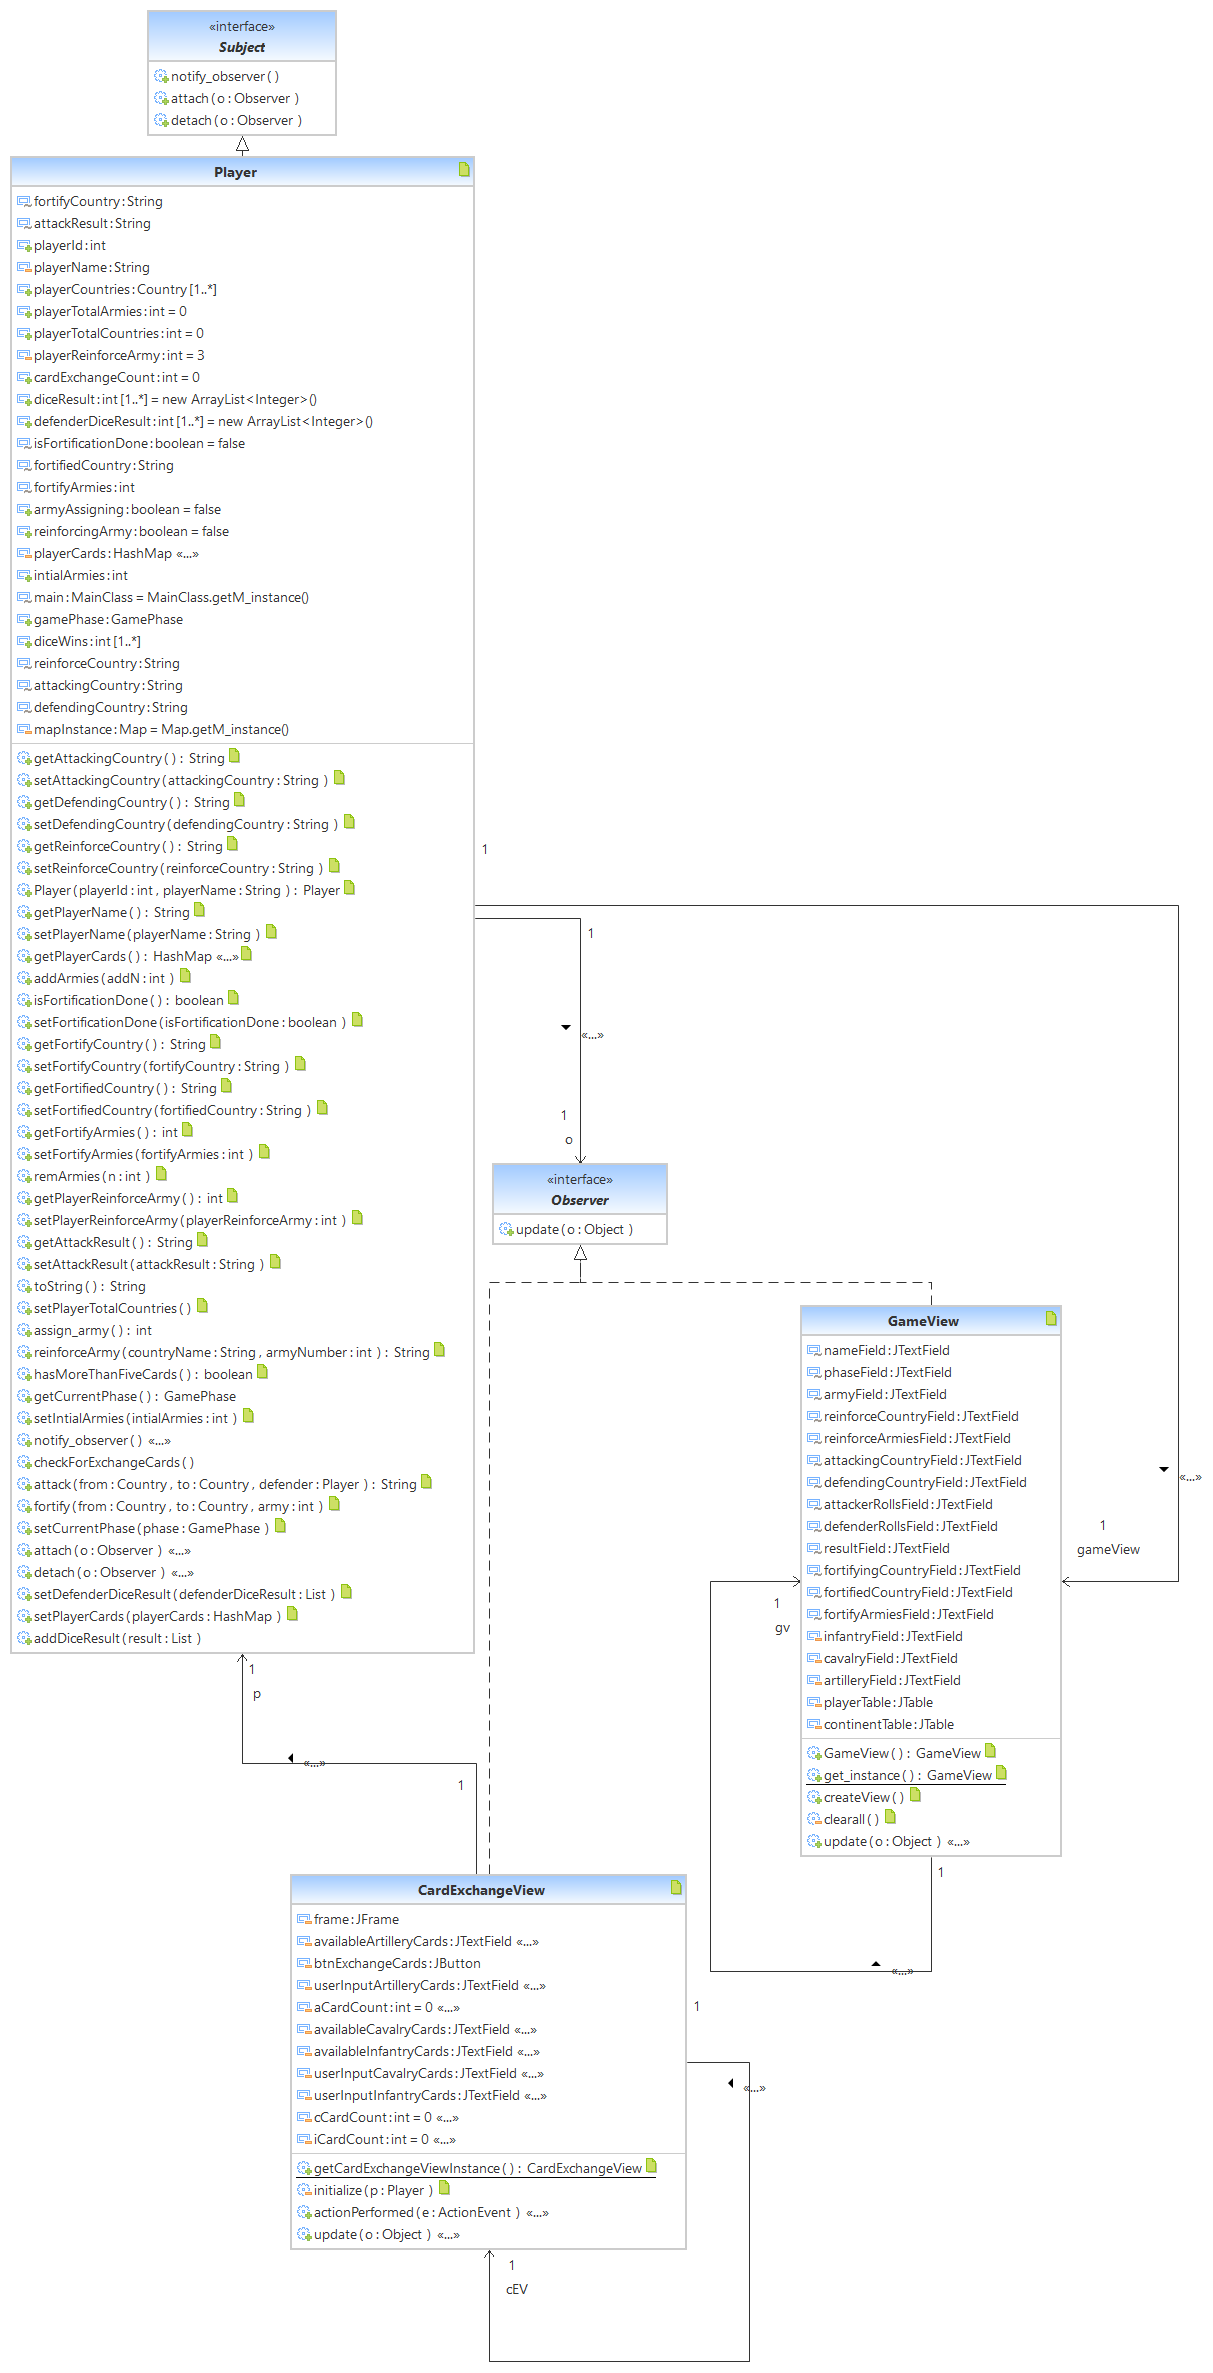 «interface»
Subject
notify_observer()
attach(o:Observer )
detach(o:Observer )
Player
fortifyCountry:String
attackResult:String
playerId:int
playerName:String
playerCountries:Country[1..*]
playerTotalArmies:int = 0
playerTotalCountries:int = 0
playerReinforceArmy:int = 3
cardExchangeCount:int = 0
diceResult:int[1..*] = new ArrayList<Integer>()
defenderDiceResult:int[1..*] = new ArrayList<Integer>()
isFortificationDone:boolean = false
fortifiedCountry:String
fortifyArmies:int
armyAssigning:boolean = false
reinforcingArmy:boolean = false
playerCards:HashMap «...»
intialArmies:int
main:MainClass = MainClass.getM_instance()
gamePhase:GamePhase
diceWins:int[1..*]
reinforceCountry:String
attackingCountry:String
defendingCountry:String
mapInstance:Map = Map.getM_instance()
getAttackingCountry(): String
setAttackingCountry(attackingCountry:String )
getDefendingCountry(): String
setDefendingCountry(defendingCountry:String )
getReinforceCountry(): String
setReinforceCountry(reinforceCountry:String )
Player(playerId:int, playerName:String ): Player
getPlayerName(): String
setPlayerName(playerName:String )
getPlayerCards(): HashMap «...»
addArmies(addN:int )
isFortificationDone(): boolean
setFortificationDone(isFortificationDone:boolean )
getFortifyCountry(): String
setFortifyCountry(fortifyCountry:String )
getFortifiedCountry(): String
setFortifiedCountry(fortifiedCountry:String )
getFortifyArmies(): int
setFortifyArmies(fortifyArmies:int )
remArmies(n:int )
getPlayerReinforceArmy(): int
setPlayerReinforceArmy(playerReinforceArmy:int )
getAttackResult(): String
setAttackResult(attackResult:String )
toString(): String
setPlayerTotalCountries()
assign_army(): int
reinforceArmy(countryName:String, armyNumber:int ): String
hasMoreThanFiveCards(): boolean
getCurrentPhase(): GamePhase
setIntialArmies(intialArmies:int )
notify_observer() «...»
checkForExchangeCards()
attack(from:Country, to:Country, defender:Player ): String
fortify(from:Country, to:Country, army:int )
setCurrentPhase(phase:GamePhase )
attach(o:Observer ) «...»
detach(o:Observer ) «...»
setDefenderDiceResult(defenderDiceResult:List )
setPlayerCards(playerCards:HashMap )
addDiceResult(result:List )
1
1
«...»
1
o
«interface»
Observer
update(o:Object )
«...»
1
gameView
GameView
nameField:JTextField
phaseField:JTextField
armyField:JTextField
reinforceCountryField:JTextField
reinforceArmiesField:JTextField
attackingCountryField:JTextField
defendingCountryField:JTextField
attackerRollsField:JTextField
defenderRollsField:JTextField
resultField:JTextField
fortifyingCountryField:JTextField
fortifiedCountryField:JTextField
fortifyArmiesField:JTextField
infantryField:JTextField
cavalryField:JTextField
artilleryField:JTextField
playerTable:JTable
continentTable:JTable
GameView(): GameView
get_instance(): GameView
createView()
clearall()
update(o:Object ) «...»
1
gv
1
«...»
1
p
«...»
1
CardExchangeView
frame:JFrame
availableArtilleryCards:JTextField «...»
btnExchangeCards:JButton
userInputArtilleryCards:JTextField «...»
aCardCount:int = 0 «...»
availableCavalryCards:JTextField «...»
availableInfantryCards:JTextField «...»
userInputCavalryCards:JTextField «...»
userInputInfantryCards:JTextField «...»
cCardCount:int = 0 «...»
iCardCount:int = 0 «...»
getCardExchangeViewInstance(): CardExchangeView
initialize(p:Player )
actionPerformed(e:ActionEvent ) «...»
update(o:Object ) «...»
1
«...»
1
cEV